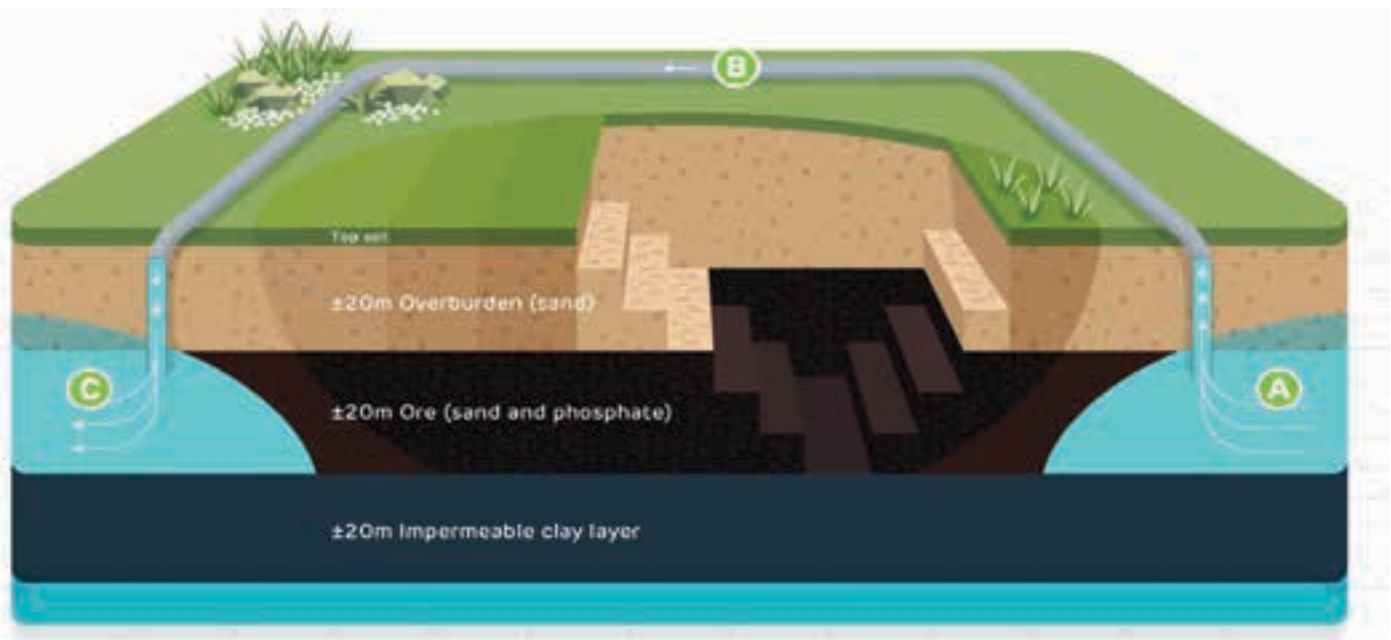 B
Top soil
±20m Overburden (sand)
C
A
±20m Ore (sand and phosphate)
±20m Impermeable clay layer